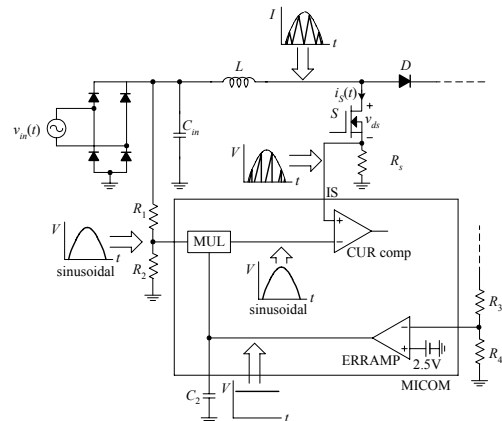 I
t
L
D
i_S(t)
+
S
v_ds
−
v_in(t)
C_in
V
t
R_s
IS
R_1
V
t
sinusoidal
MUL
+
−
CUR comp
R_2
V
t
sinusoidal
R_3
−
+
2.5V
R_4
ERRAMP
MICOM
C_2
V
t